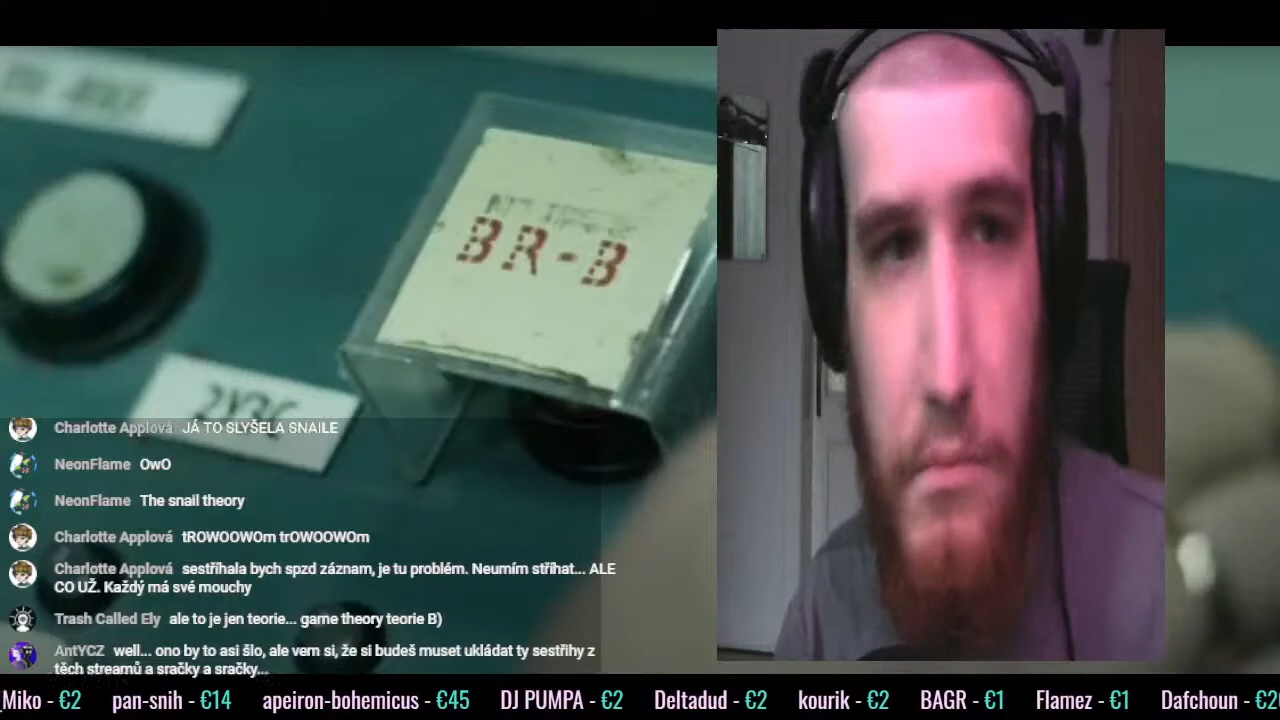 BR-B
2Y3C
Charlotte Applová JÁ TO SLYŠELA SNAILE
NeonFlame OwO
NeonFlame The snail theory
Charlotte Applová tROWOOWOm trOWOOWOm
Charlotte Applová sestříhala bych spzd záznam, je tu problém. Neumím stříhat... ALE
CO UŽ. Každý má své mouchy
Trash Called Ely ale to je jen teorie... game theory teorie B)
AntYCZ well... ono by to asi šlo, ale vem si, že si budeš muset ukládat ty sestřihy z
těch streamů a sračky a sračky...
_Miko - €2 pan-snih - €14 apeiron-bohemicus - €45 DJ PUMPA - €2 Deltadud - €2 kourik - €2 BAGR - €1 Flamez - €1 Dafchoun - €2